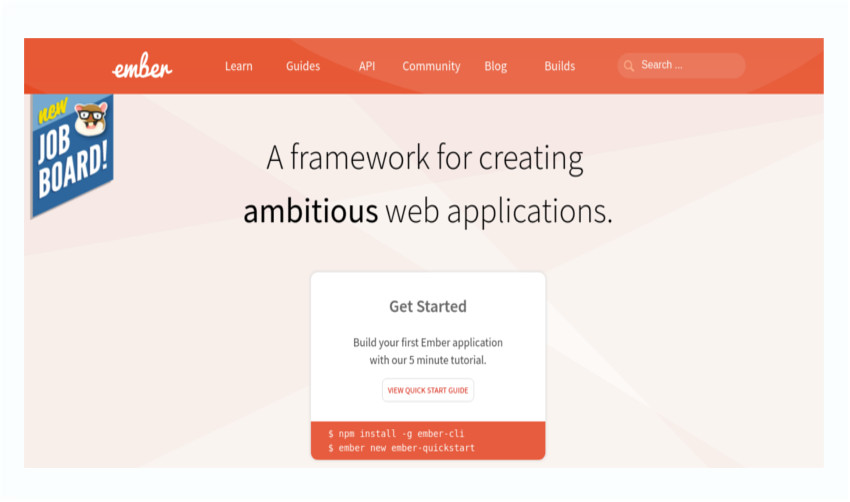 ember
Learn
Guides
API
Community
Blog
Builds
Search ...
new
JOB
BOARD!
A framework for creating
ambitious web applications.
Get Started
Build your first Ember application
with our 5 minute tutorial.
VIEW QUICK START GUIDE
$ npm install -g ember-cli
$ ember new ember-quickstart